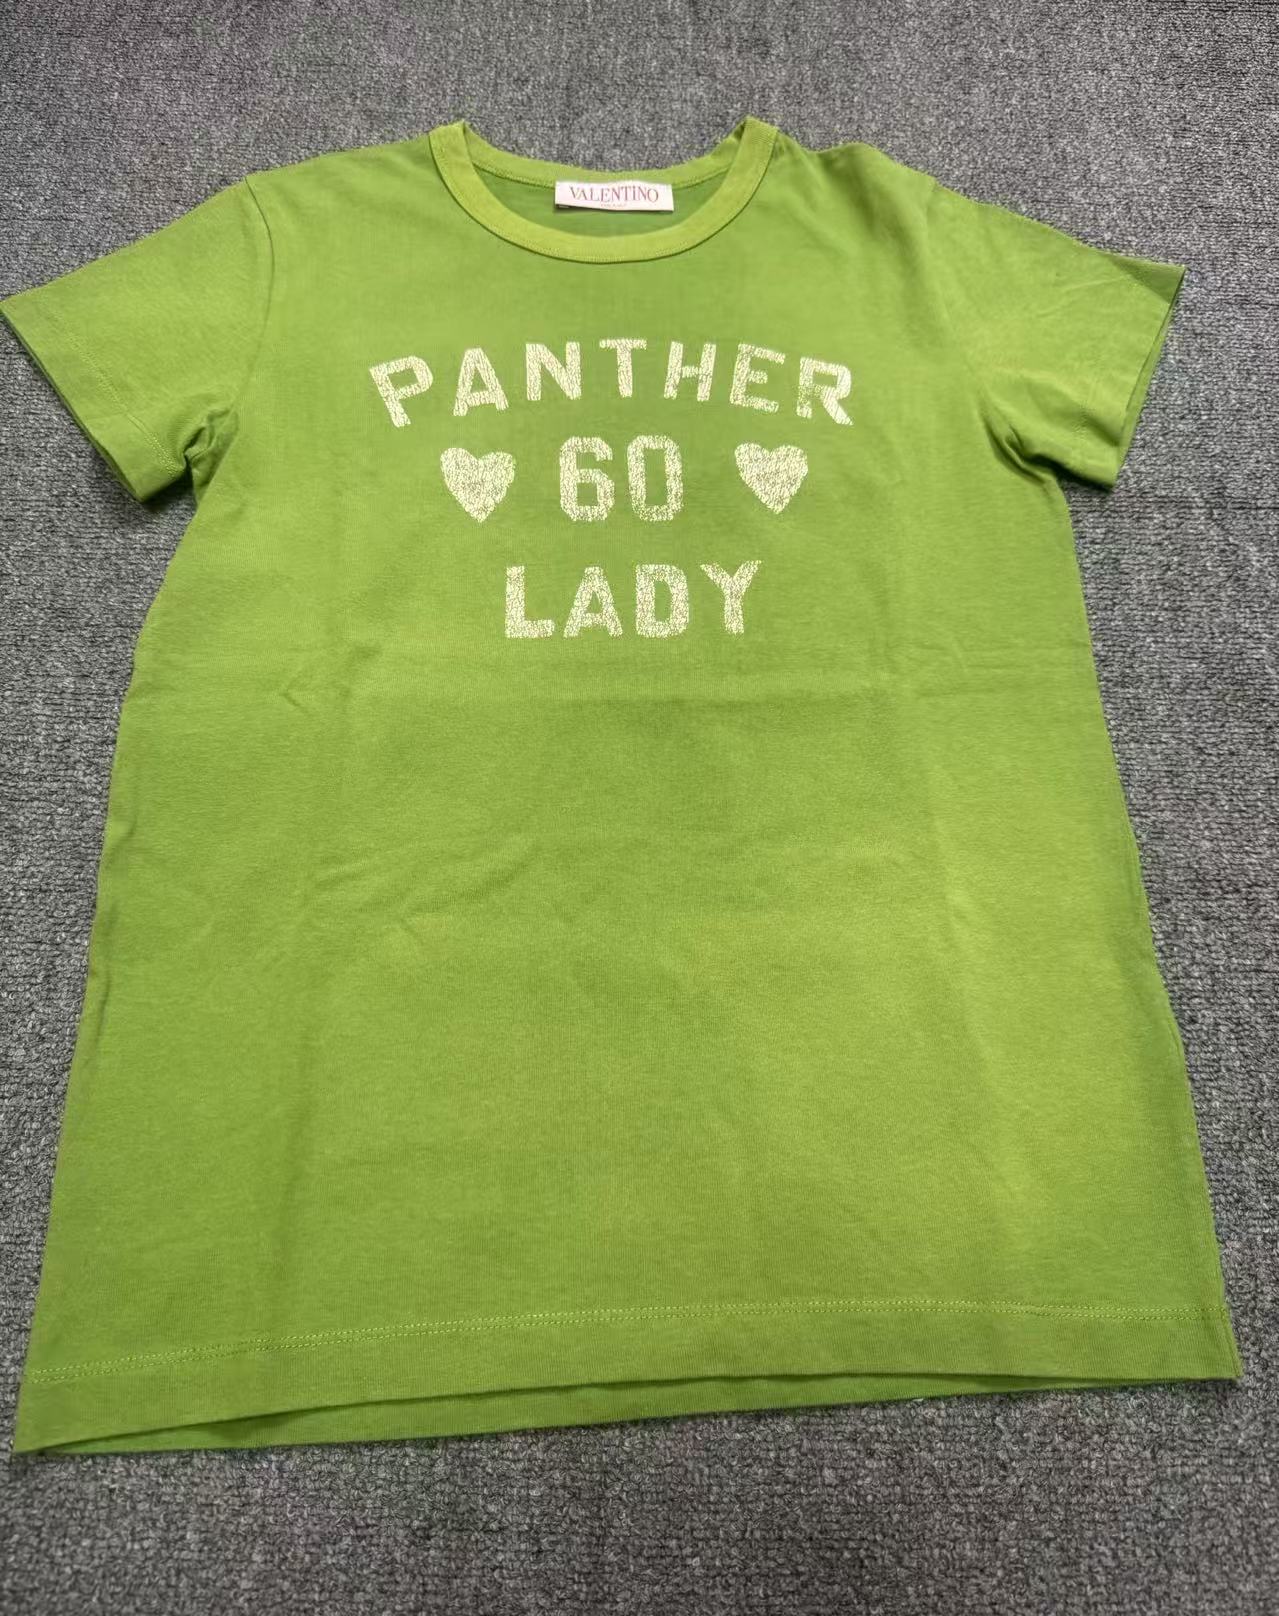 VALENTINO
PANTHER
60
LADY